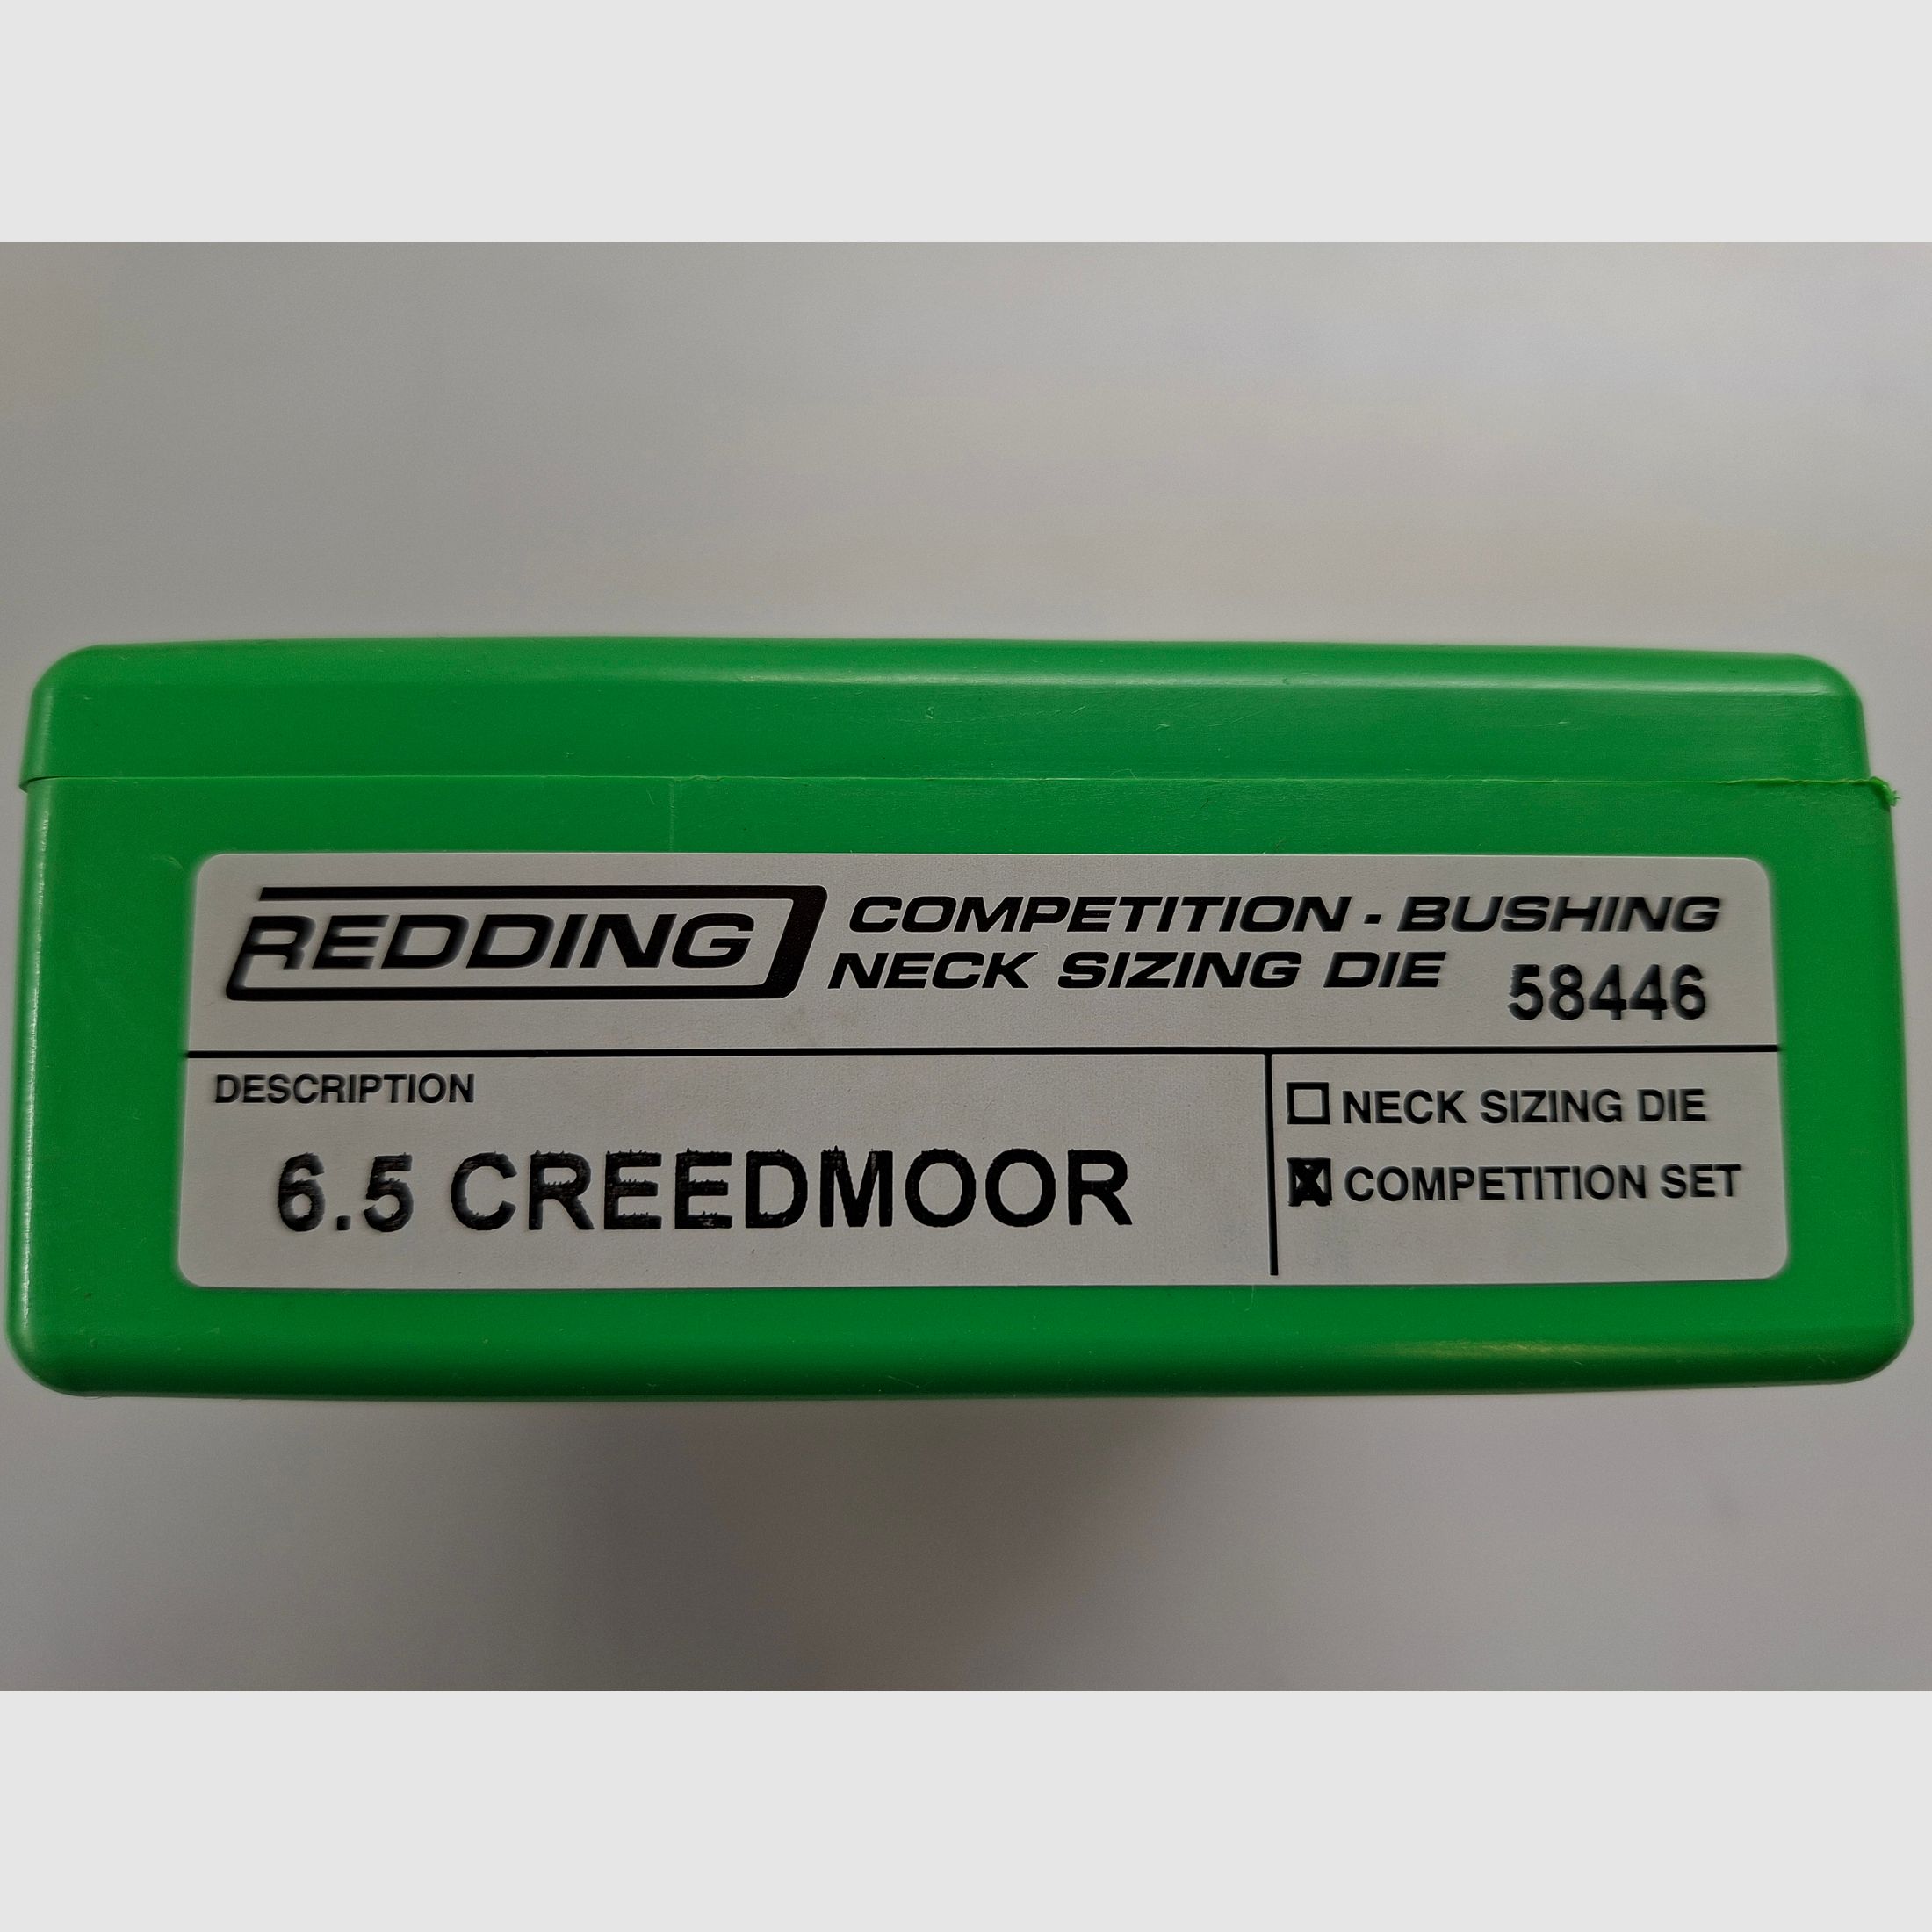 REDDING
COMPETITION - BUSHING
NECK SIZING DIE 58446
DESCRIPTION
6.5 CREEDMOOR
NECK SIZING DIE
COMPETITION SET